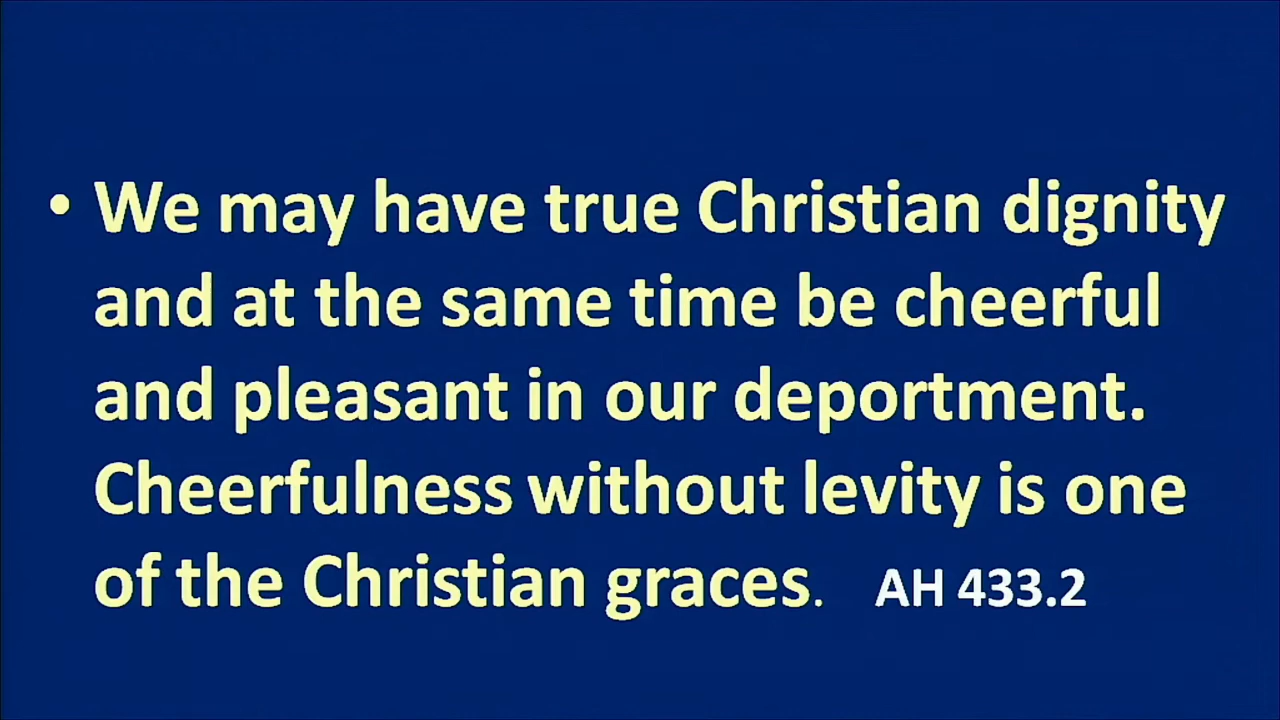 • We may have true Christian dignity
and at the same time be cheerful
and pleasant in our deportment.
Cheerfulness without levity is one
of the Christian graces. AH 433.2